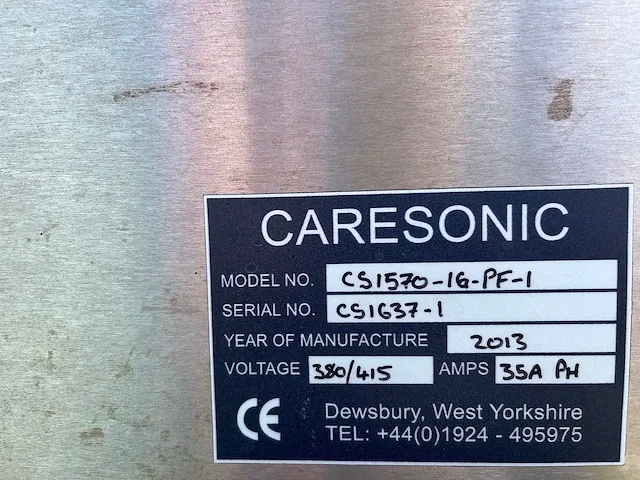 CARESONIC
MODEL NO. CS1570-16-PF-1
SERIAL NO. CS1637-1
YEAR OF MANUFACTURE 2013
VOLTAGE 380/415 AMPS 35A PH
CE Dewsbury, West Yorkshire
TEL: +44(0)1924 - 495975